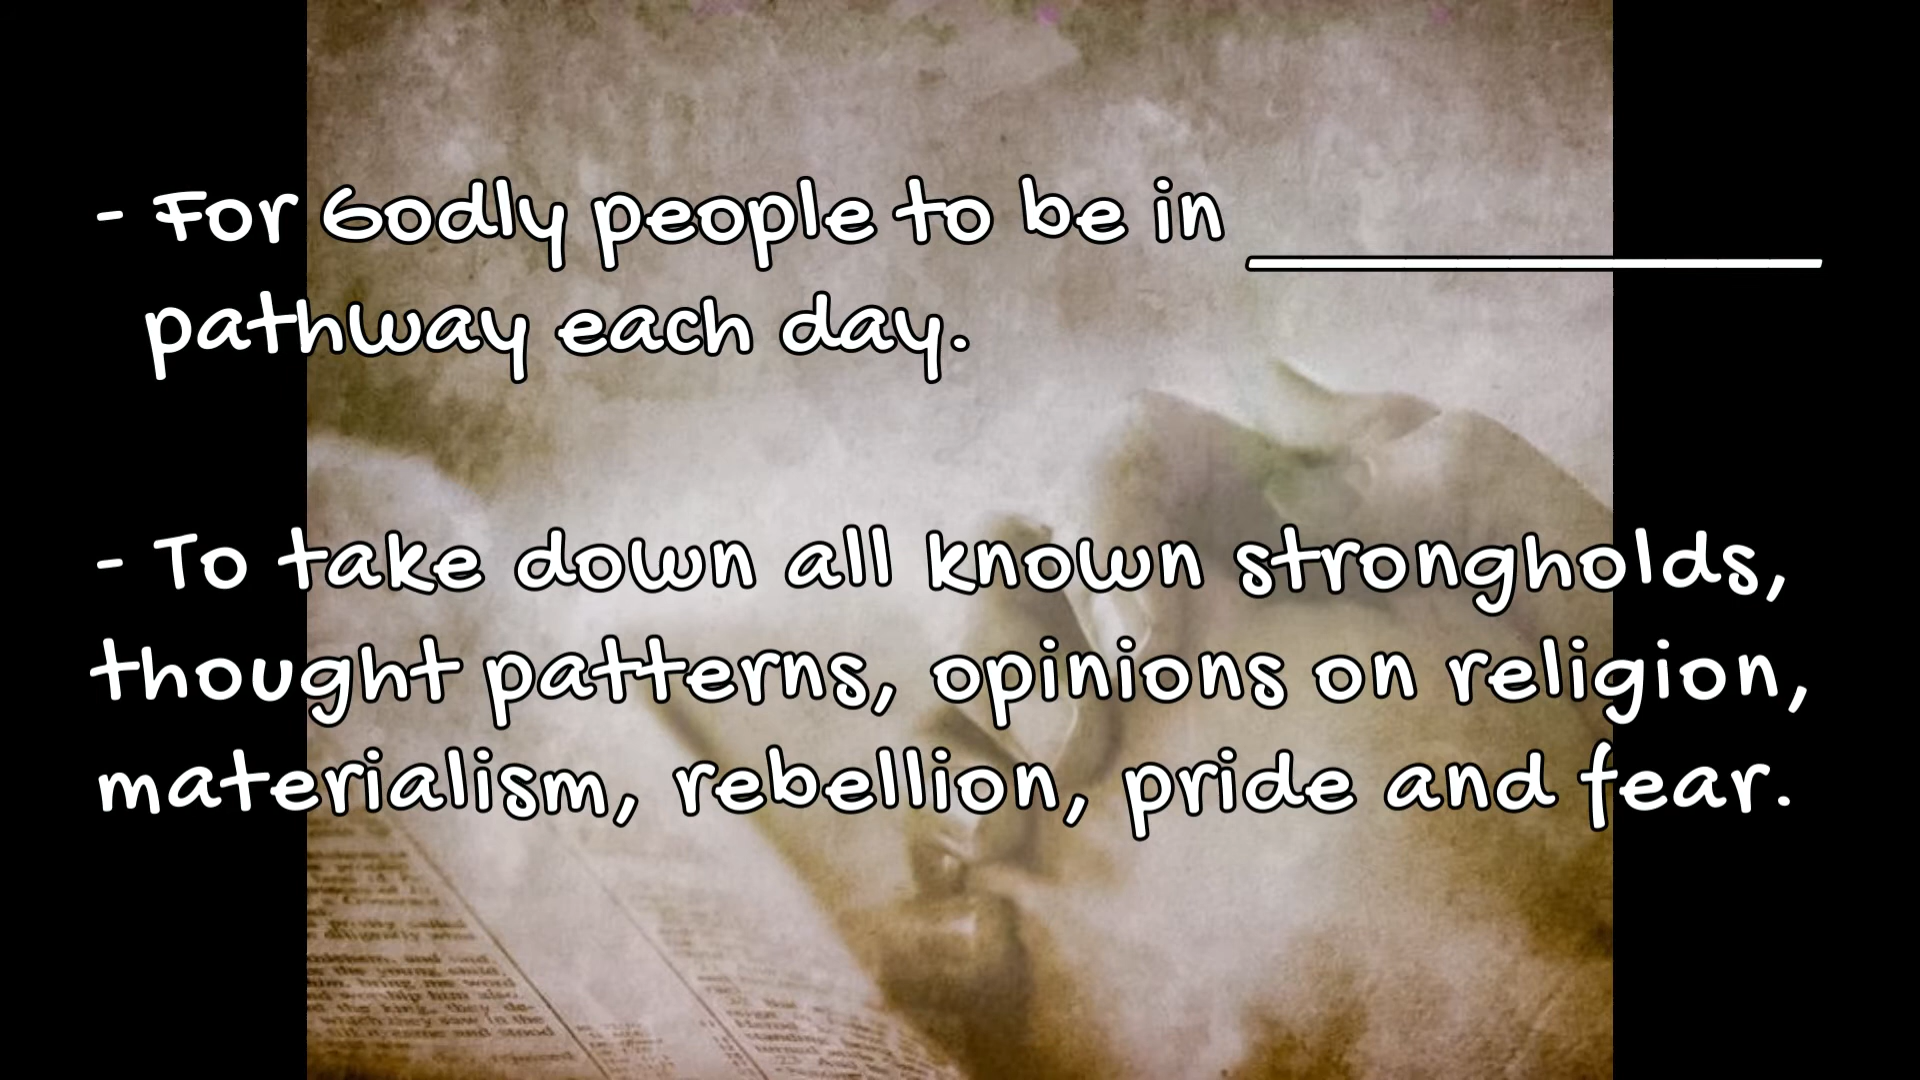 - For Godly people to be in ____________
pathway each day.
- To take down all known strongholds,
thought patterns, opinions on religion,
materialism, rebellion, pride and fear.